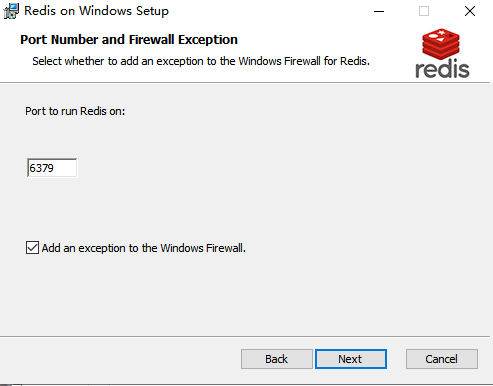 Redis on Windows Setup
Port Number and Firewall Exception
Select whether to add an exception to the Windows Firewall for Redis.
redis
Port to run Redis on:
6379
Add an exception to the Windows Firewall.
Back
Next
Cancel